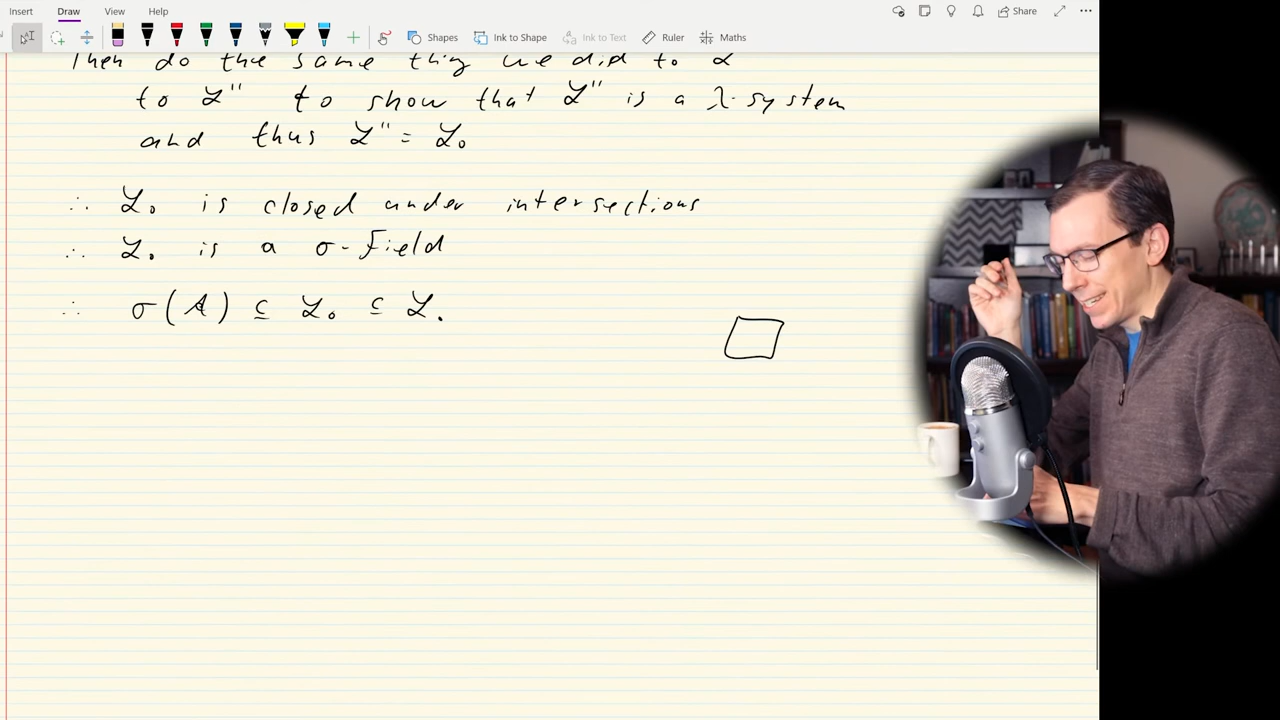 Insert Draw View Help Share
Shapes Ink to Shape Ink to Text Ruler Maths
Then do the same thing we did to ℒ'
to ℒ'' to show that ℒ'' is a λ-system
and thus ℒ'' = ℒ₀
∴ ℒ₀ is closed under intersections
∴ ℒ₀ is a σ-field
∴ σ(𝒜) ⊆ ℒ₀ ⊆ ℒ.